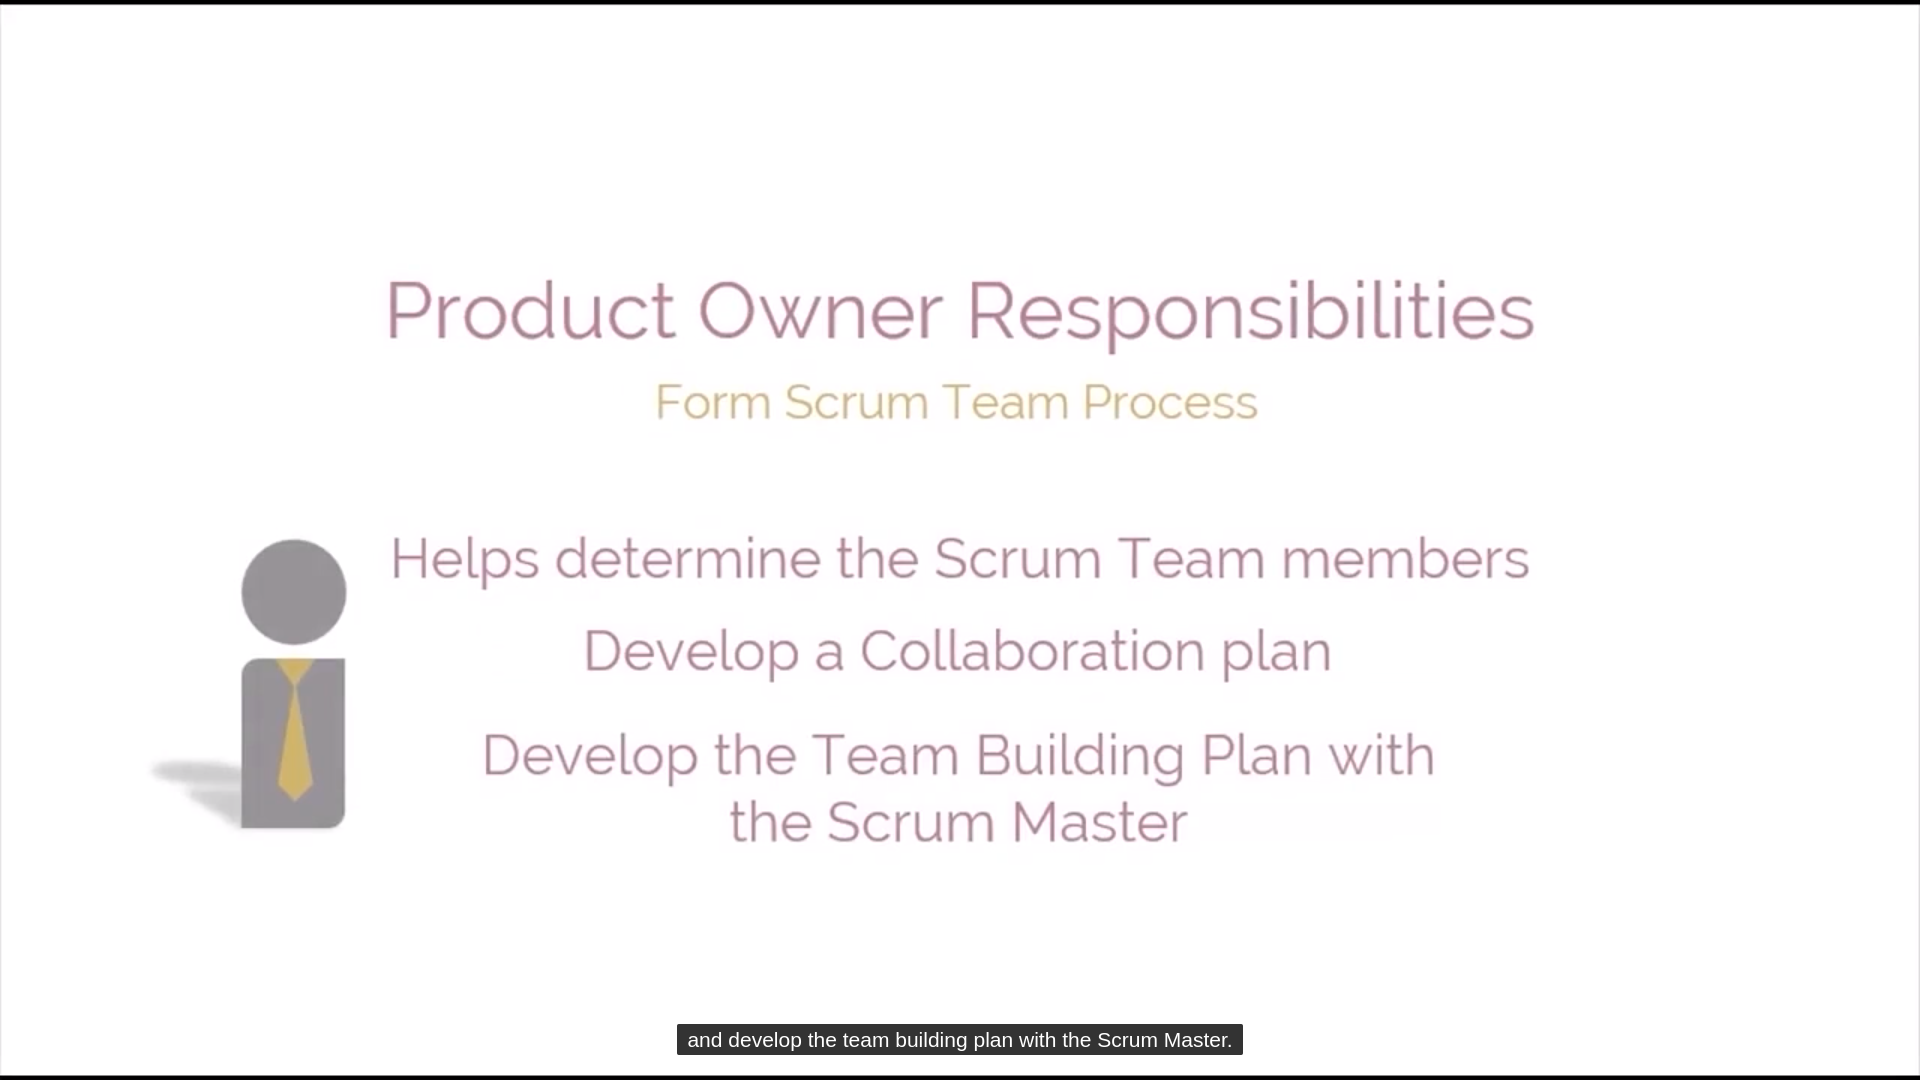 Product Owner Responsibilities
Form Scrum Team Process
Helps determine the Scrum Team members
Develop a Collaboration plan
Develop the Team Building Plan with
the Scrum Master
and develop the team building plan with the Scrum Master.